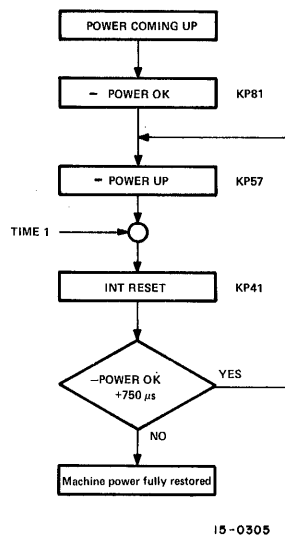 POWER COMING UP
– POWER OK
KP81
– POWER UP
KP57
TIME 1
INT RESET
KP41
–POWER OK
+750 μs
YES
NO
Machine power fully restored
15-0305